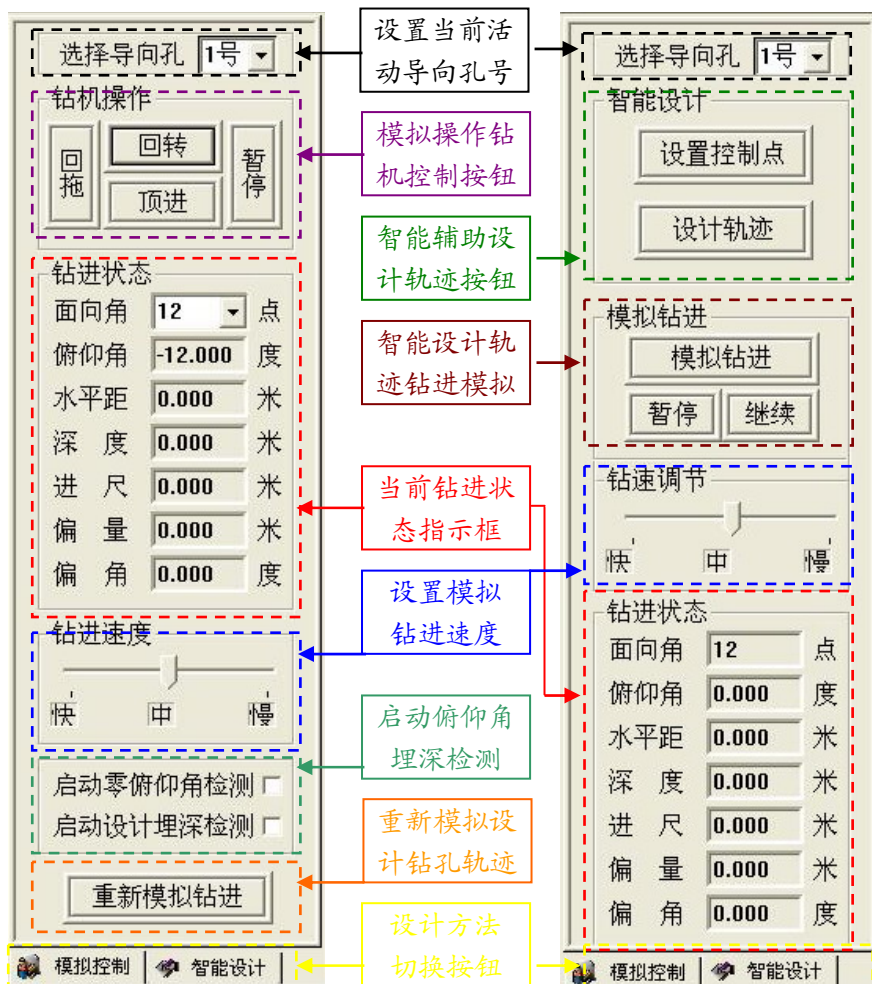 选择导向孔 1号
钻机操作
回拖
回转
顶进
暂停
钻进状态
面向角 12 点
俯仰角 -12.000 度
水平距 0.000 米
深 度 0.000 米
进 尺 0.000 米
偏 量 0.000 米
偏 角 0.000 度
钻进速度
快 中 慢
启动零俯仰角检测
启动设计埋深检测
重新模拟钻进
模拟控制 智能设计
设置当前活
动导向孔号
模拟操作钻
机控制按钮
智能辅助设
计轨迹按钮
智能设计轨
迹钻进模拟
当前钻进状
态指示框
设置模拟
钻进速度
启动俯仰角
埋深检测
重新模拟设
计钻孔轨迹
设计方法
切换按钮
选择导向孔 1号
智能设计
设置控制点
设计轨迹
模拟钻进
模拟钻进
暂停 继续
钻速调节
快 中 慢
钻进状态
面向角 12 点
俯仰角 0.000 度
水平距 0.000 米
深 度 0.000 米
进 尺 0.000 米
偏 量 0.000 米
偏 角 0.000 度
模拟控制 智能设计